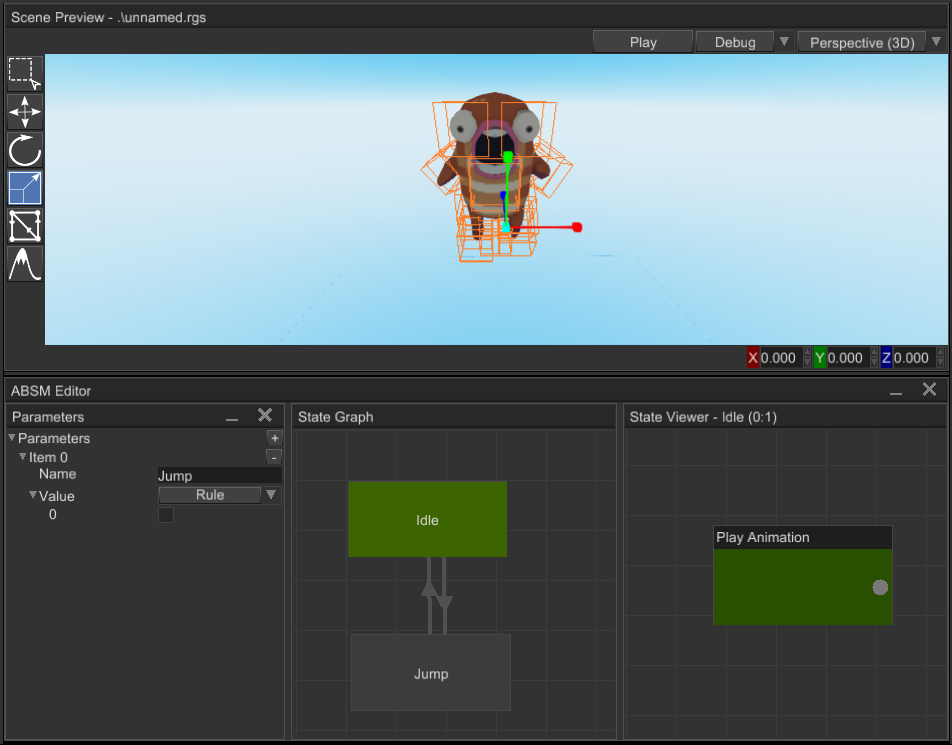 Scene Preview - .\unnamed.rgs
Play Debug Perspective (3D)
X 0.000 Y 0.000 Z 0.000
ABSM Editor
Parameters
Parameters +
Item 0 -
Name Jump
Value Rule
0
State Graph
Idle
Jump
State Viewer - Idle (0:1)
Play Animation